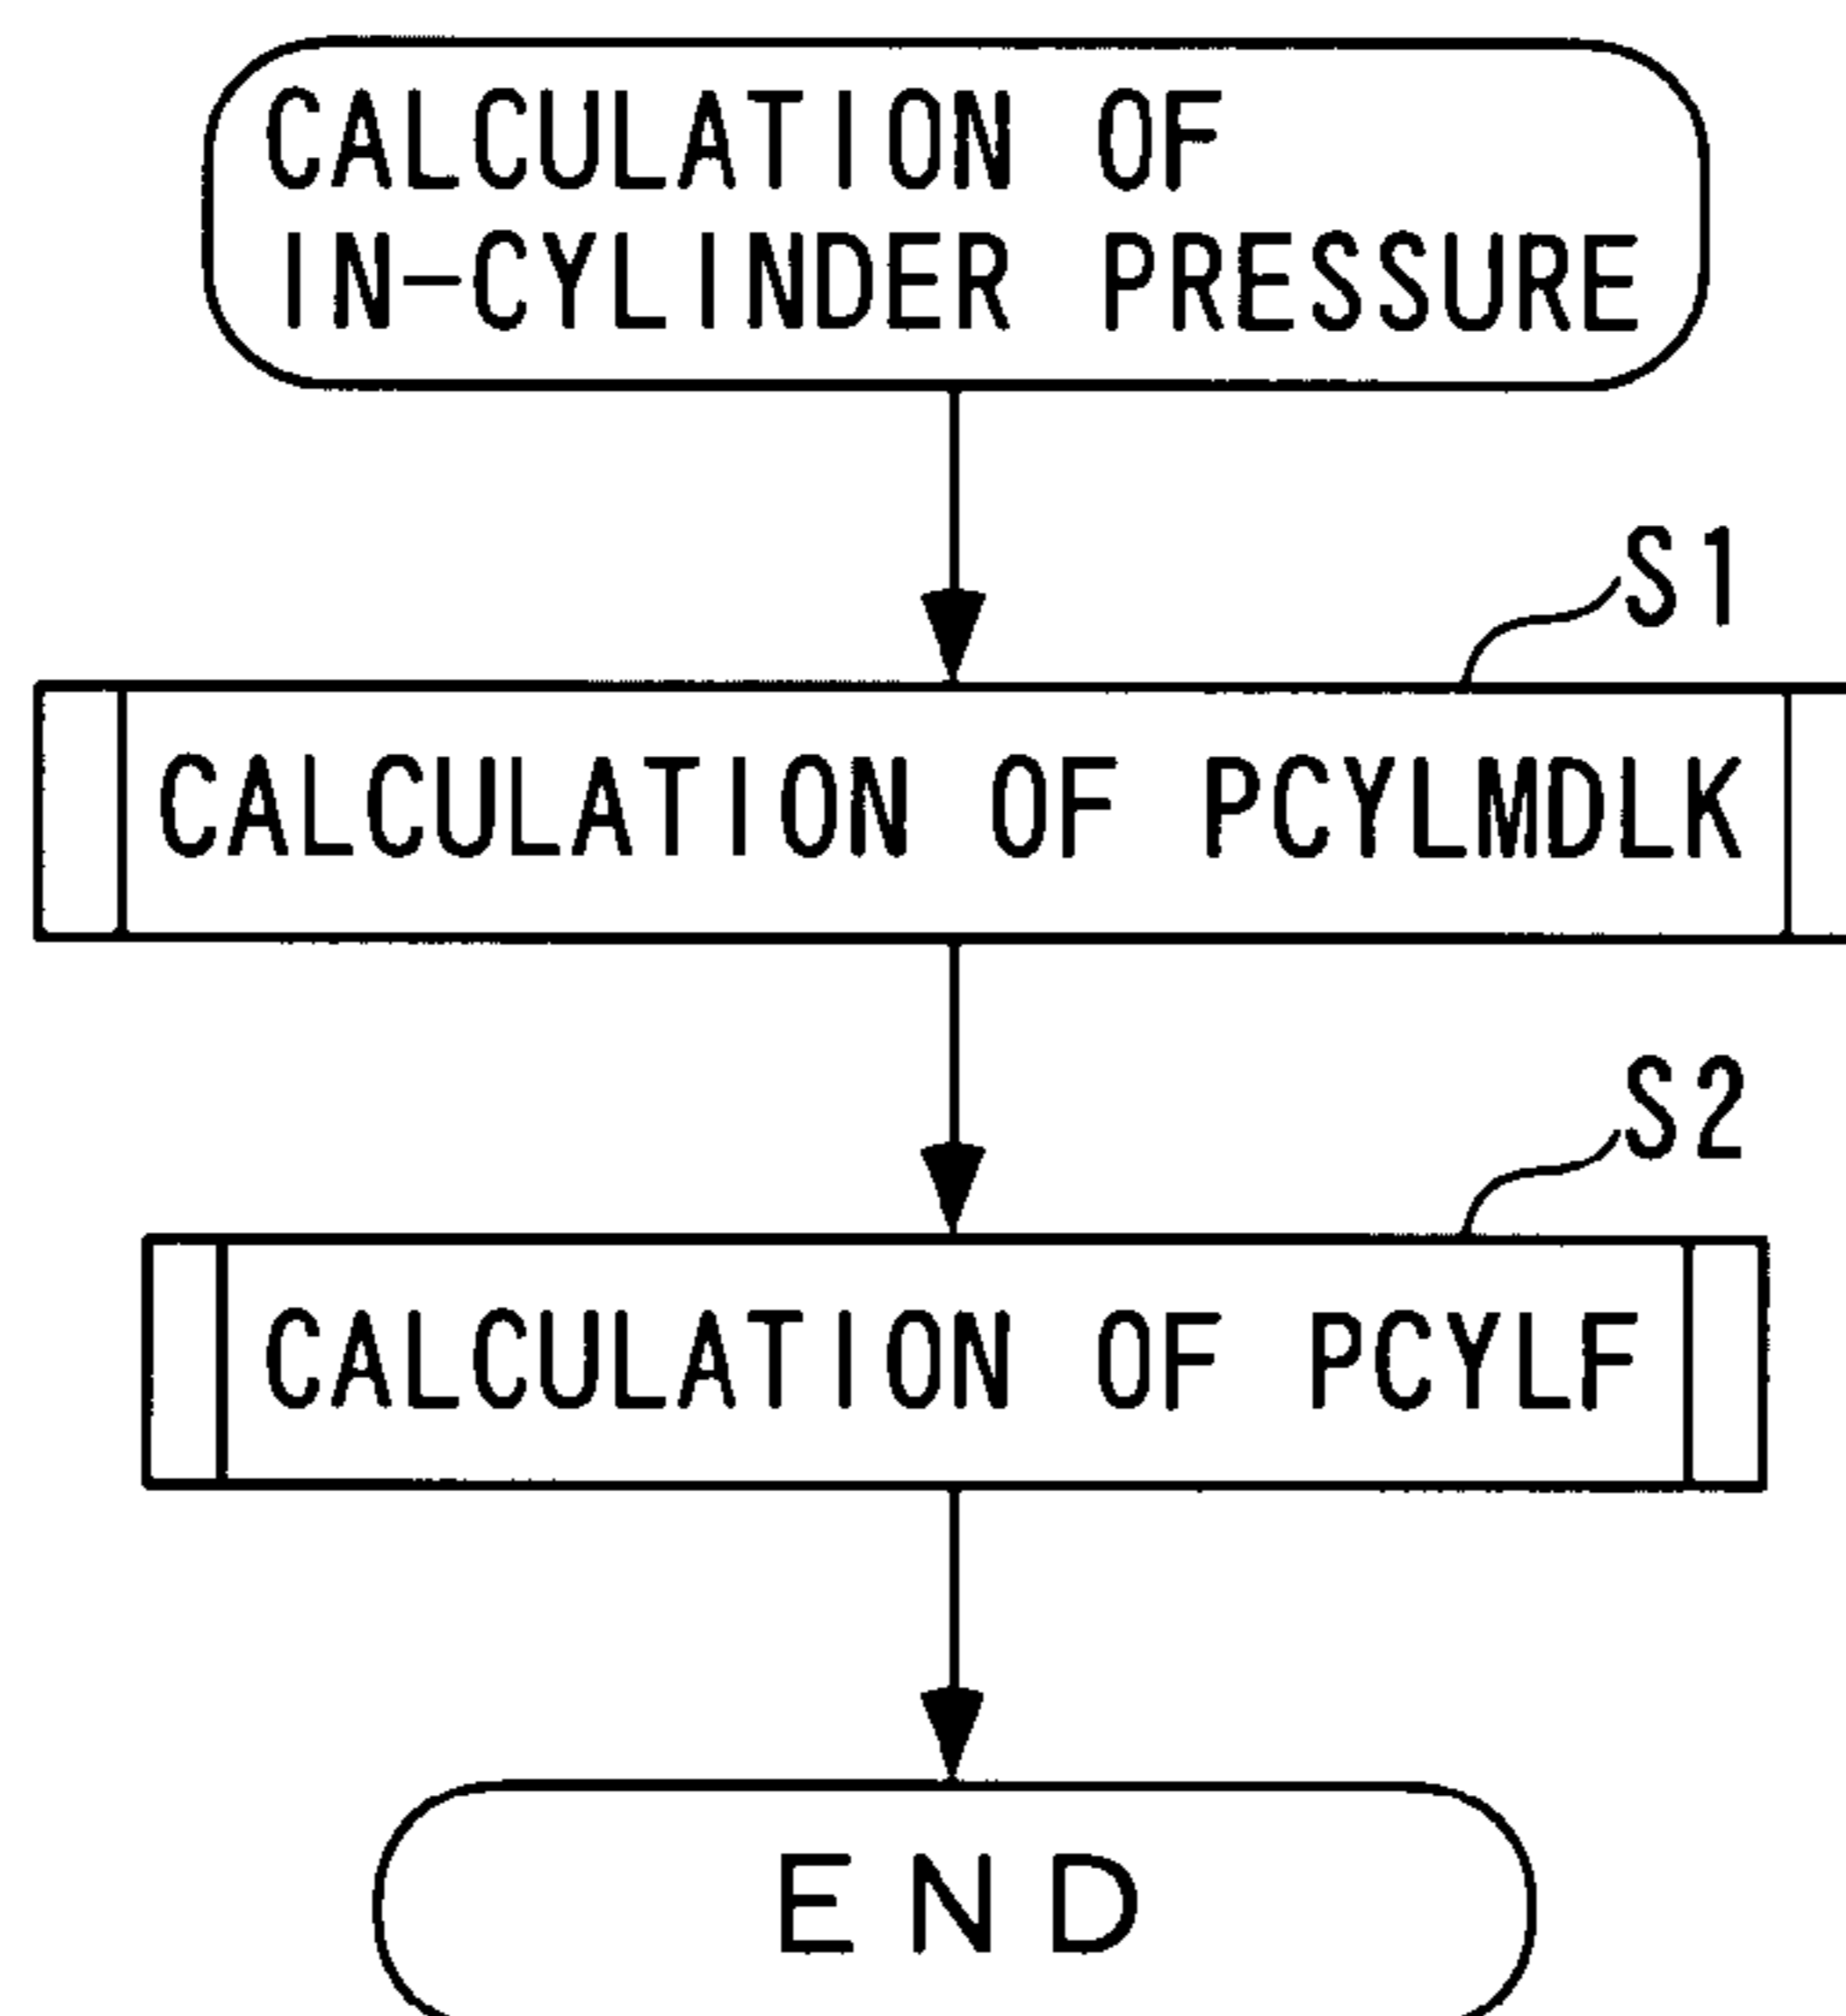 CALCULATION OF
IN-CYLINDER PRESSURE
S1
CALCULATION OF PCYLMDLK
S2
CALCULATION OF PCYLF
END